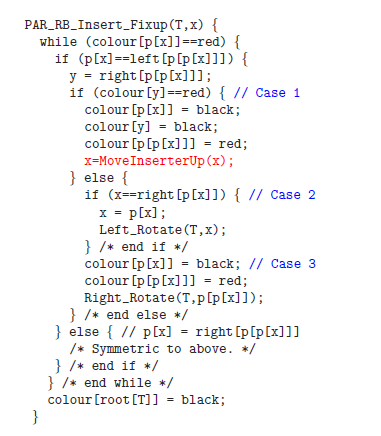 PAR_RB_Insert_Fixup(T,x) {
while (colour[p[x]]==red) {
if (p[x]==left[p[p[x]]]) {
y = right[p[p[x]]];
if (colour[y]==red) { // Case 1
colour[p[x]] = black;
colour[y] = black;
colour[p[p[x]]] = red;
x=MoveInserterUp(x);
} else {
if (x==right[p[x]]) { // Case 2
x = p[x];
Left_Rotate(T,x);
} /* end if */
colour[p[x]] = black; // Case 3
colour[p[p[x]]] = red;
Right_Rotate(T,p[p[x]]);
} /* end else */
} else { // p[x] = right[p[p[x]]]
/* Symmetric to above. */
} /* end if */
} /* end while */
colour[root[T]] = black;
}